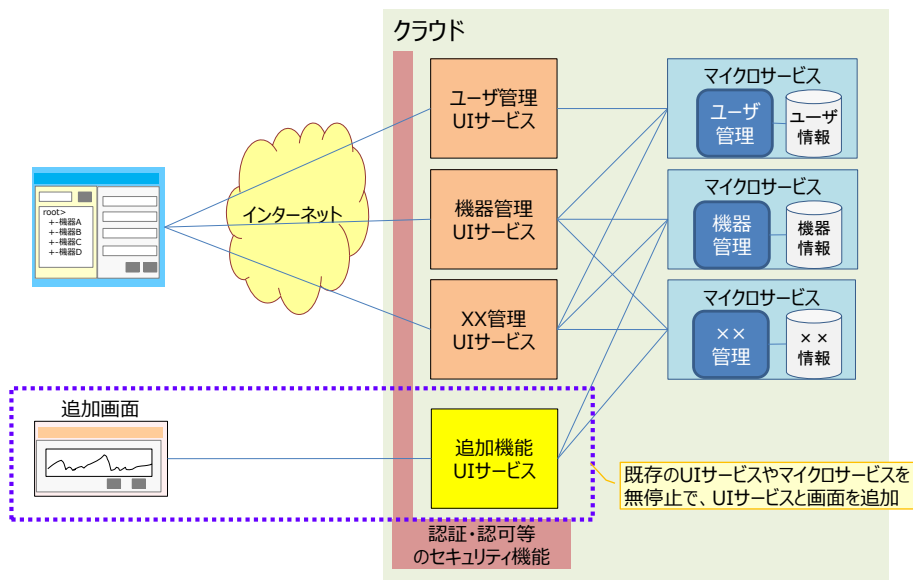 クラウド
ユーザ管理
UIサービス
マイクロサービス
ユーザ
管理
ユーザ
情報
root>
+-機器A
+-機器B
+-機器C
+-機器D
インターネット
機器管理
UIサービス
マイクロサービス
機器
管理
機器
情報
XX管理
UIサービス
マイクロサービス
××
管理
××
情報
追加画面
追加機能
UIサービス
既存のUIサービスやマイクロサービスを
無停止で、UIサービスと画面を追加
認証・認可等
のセキュリティ機能